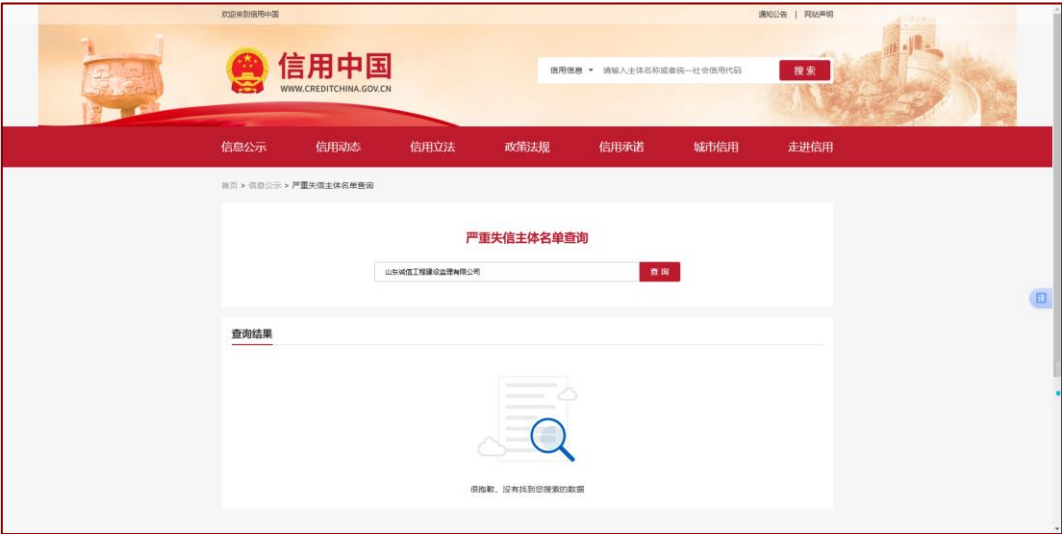 欢迎来到信用中国
通知公告 | 网站声明
信用中国
WWW.CREDITCHINA.GOV.CN
信用信息 请输入主体名称或者统一社会信用代码 搜索
信息公示 信用动态 信用立法 政策法规 信用承诺 城市信用 走进信用
首页 > 信息公示 > 严重失信主体名单查询
严重失信主体名单查询
山东诚信工程建设监理有限公司 查询
译
查询结果
很抱歉，没有找到您搜索的数据